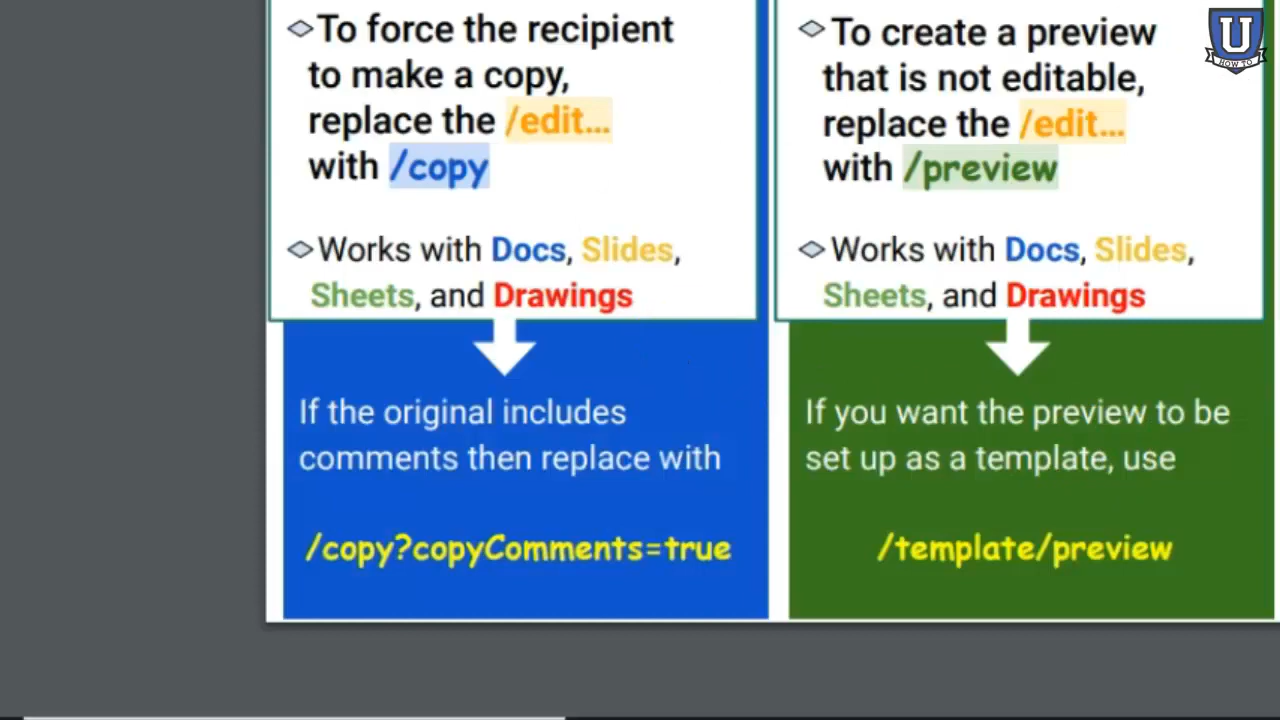 To force the recipient
to make a copy,
replace the /edit...
with /copy
Works with Docs, Slides,
Sheets, and Drawings
If the original includes
comments then replace with
/copy?copyComments=true
To create a preview
that is not editable,
replace the /edit...
with /preview
Works with Docs, Slides,
Sheets, and Drawings
If you want the preview to be
set up as a template, use
/template/preview
U
HOW TO